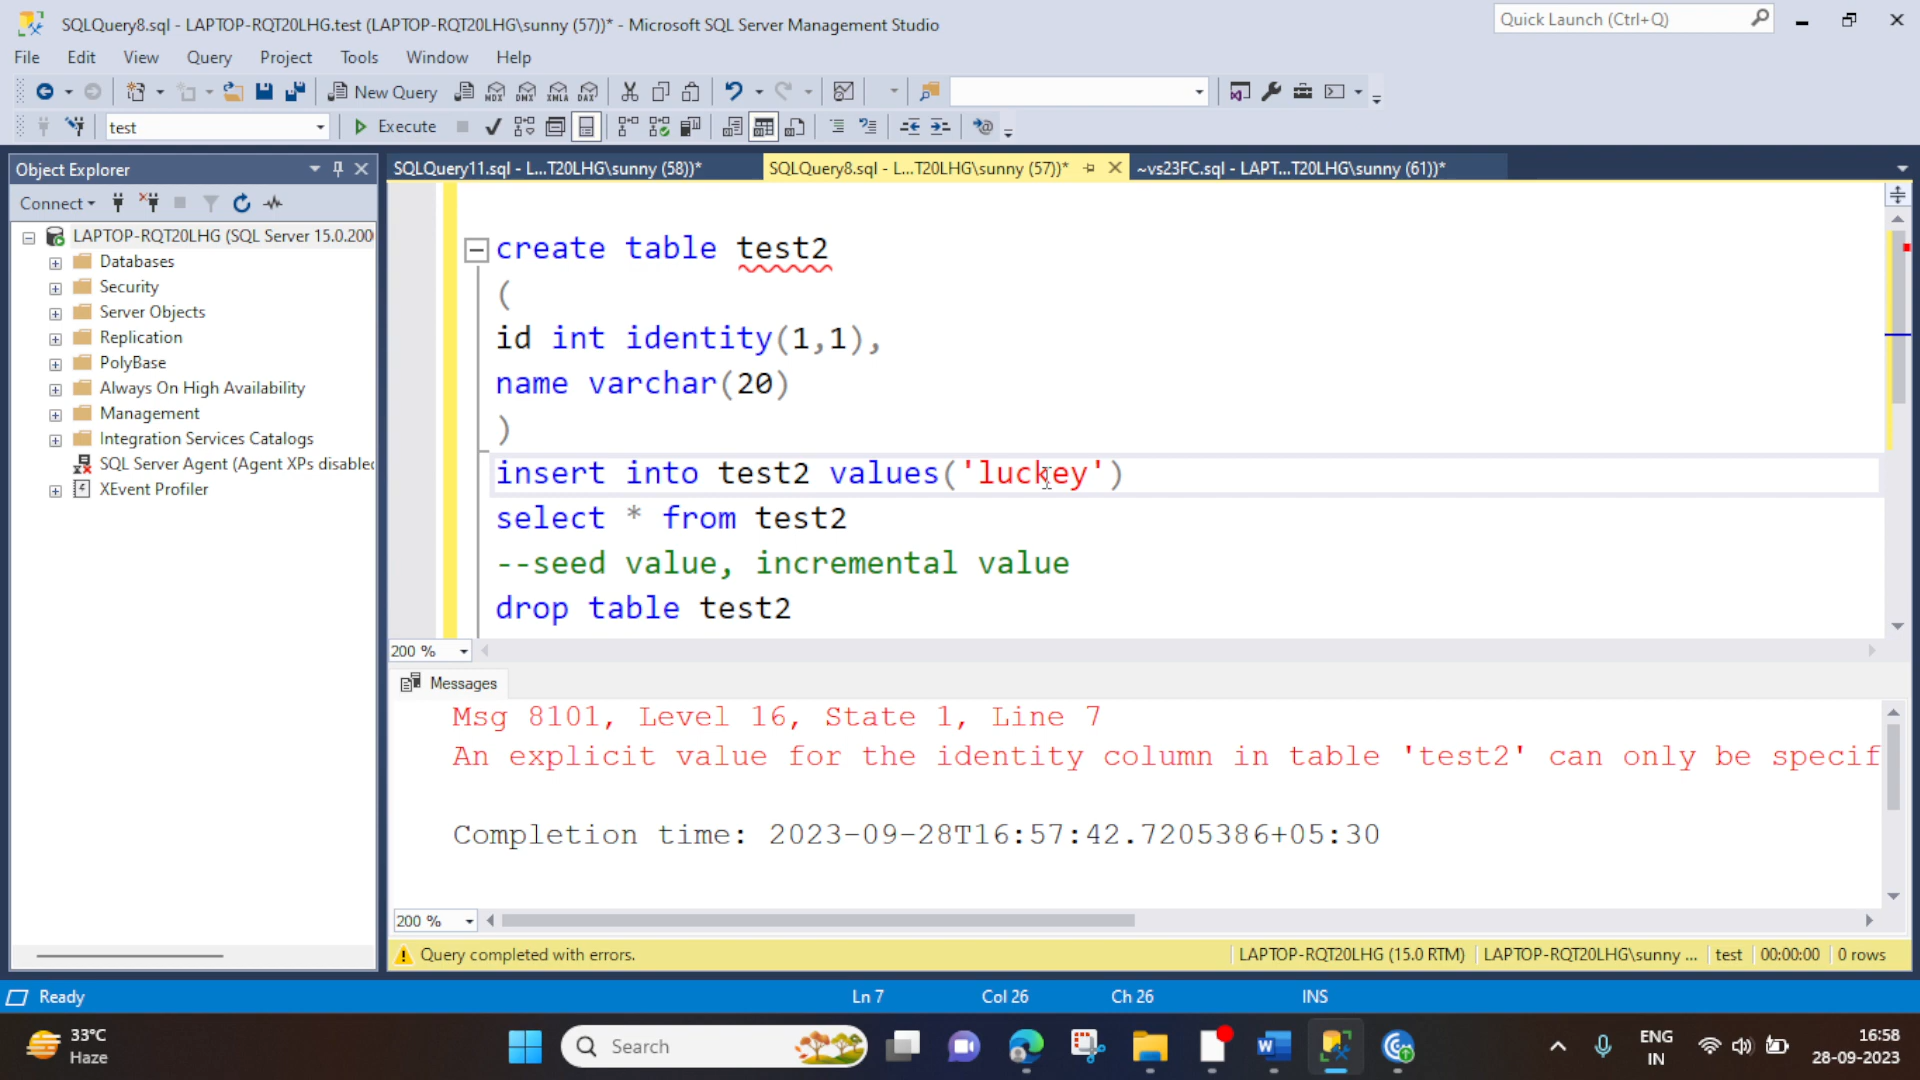 SQLQuery8.sql - LAPTOP-RQT20LHG.test (LAPTOP-RQT20LHG\sunny (57))* - Microsoft SQL Server Management Studio
Quick Launch (Ctrl+Q)
File Edit View Query Project Tools Window Help
New Query
MDX DMX XMLA DAX
test
Execute
Object Explorer
SQLQuery11.sql - L...T20LHG\sunny (58))*
SQLQuery8.sql - L...T20LHG\sunny (57))*
~vs23FC.sql - LAPT...T20LHG\sunny (61))*
Connect
LAPTOP-RQT20LHG (SQL Server 15.0.200
Databases
Security
Server Objects
Replication
PolyBase
Always On High Availability
Management
Integration Services Catalogs
SQL Server Agent (Agent XPs disabled
XEvent Profiler
create table test2
(
id int identity(1,1),
name varchar(20)
)
insert into test2 values('luckey')
select * from test2
--seed value, incremental value
drop table test2
200 %
Messages
Msg 8101, Level 16, State 1, Line 7
An explicit value for the identity column in table 'test2' can only be specif
Completion time: 2023-09-28T16:57:42.7205386+05:30
200 %
Query completed with errors.
LAPTOP-RQT20LHG (15.0 RTM)
LAPTOP-RQT20LHG\sunny ...
test
00:00:00
0 rows
Ready
Ln 7
Col 26
Ch 26
INS
33°C
Haze
Search
ENG
IN
16:58
28-09-2023